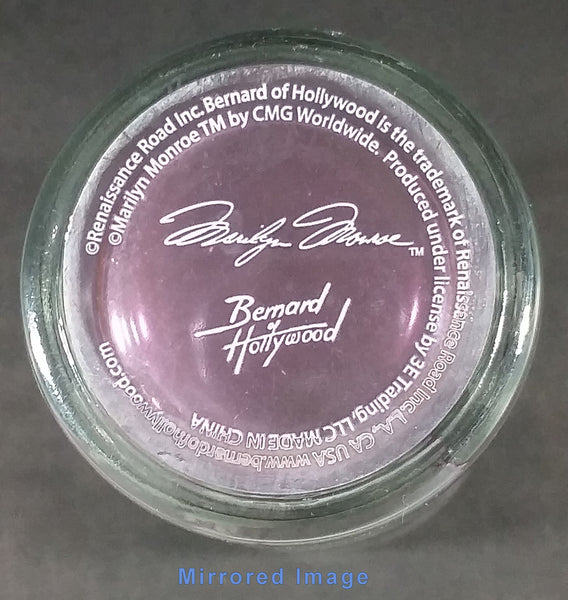 ©Renaissance Road Inc. Bernard of Hollywood is the trademark of Renaissance Road Inc. L.A., CA USA www.bernardofhollywood.com
©Marilyn Monroe TM by CMG Worldwide. Produced under license by 3E Trading, LLC MADE IN CHINA
Marilyn Monroe TM
Bernard
of
Hollywood
Mirrored Image